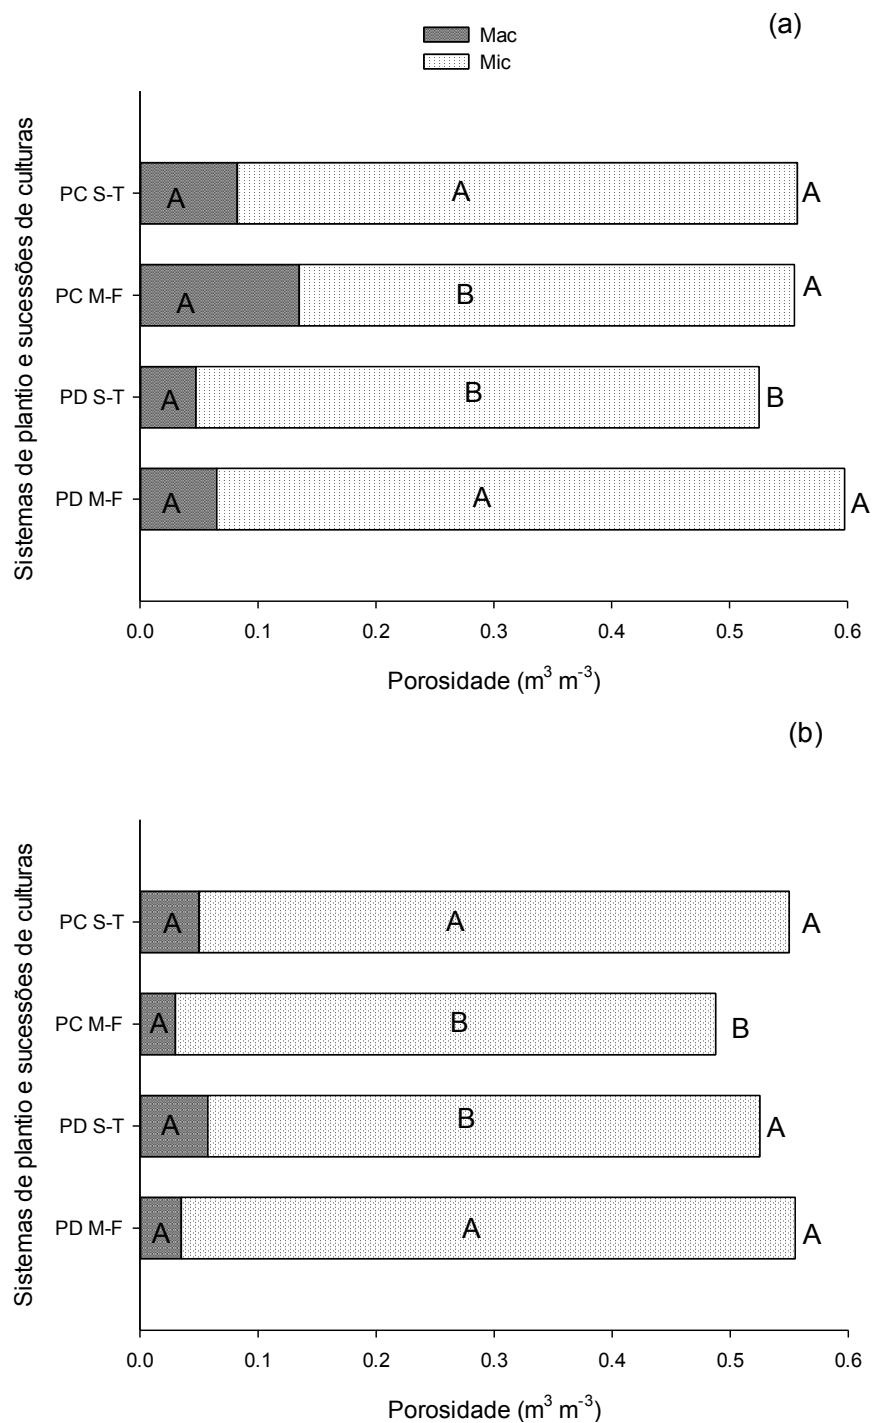 (a)
Mac
Mic
Sistemas de plantio e sucessões de culturas
PC S-T
A
A
A
PC M-F
A
B
A
PD S-T
A
B
B
PD M-F
A
A
A
0.0 0.1 0.2 0.3 0.4 0.5 0.6
Porosidade (m³ m⁻³)
(b)
Sistemas de plantio e sucessões de culturas
PC S-T
A
A
A
PC M-F
A
B
B
PD S-T
A
B
A
PD M-F
A
A
A
0.0 0.1 0.2 0.3 0.4 0.5 0.6
Porosidade (m³ m⁻³)